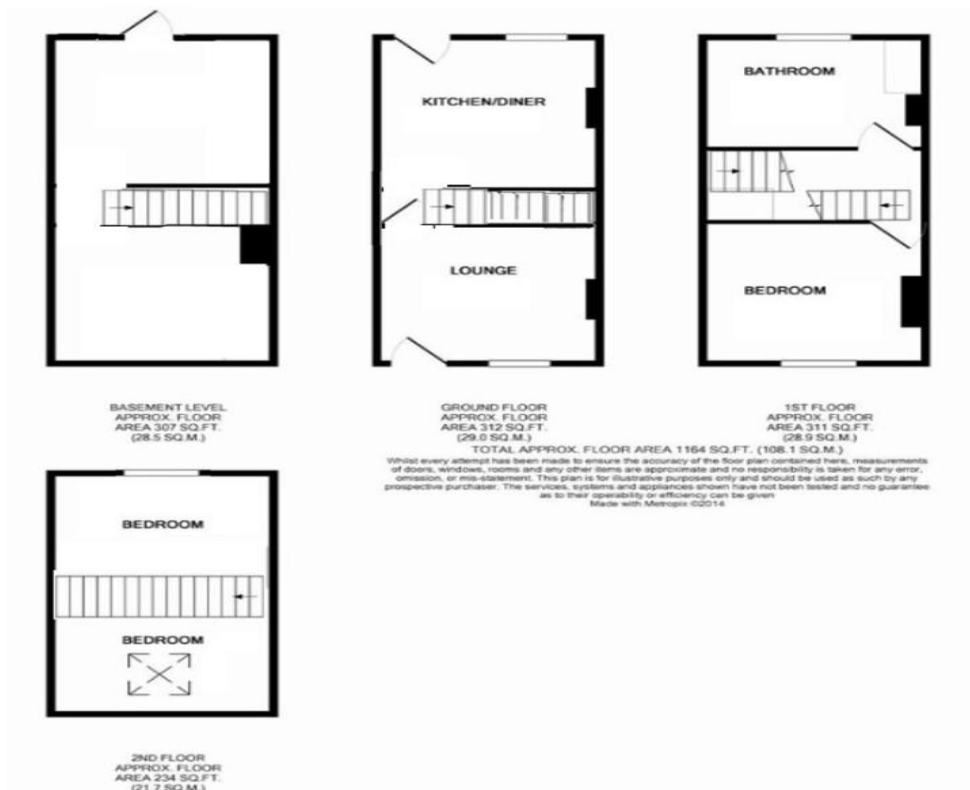 KITCHEN/DINER
LOUNGE
BATHROOM
BEDROOM
BASEMENT LEVEL
APPROX. FLOOR
AREA 307 SQ.FT.
(28.5 SQ.M.)
GROUND FLOOR
APPROX. FLOOR
AREA 312 SQ.FT.
(29.0 SQ.M.)
1ST FLOOR
APPROX. FLOOR
AREA 311 SQ.FT.
(28.9 SQ.M.)
TOTAL APPROX. FLOOR AREA 1164 SQ.FT. (108.1 SQ.M.)
Whilst every attempt has been made to ensure the accuracy of the floor plan contained here, measurements
of doors, windows, rooms and any other items are approximate and no responsibility is taken for any error,
omission, or mis-statement. This plan is for illustrative purposes only and should be used as such by any
prospective purchaser. The services, systems and appliances shown have not been tested and no guarantee
as to their operability or efficiency can be given
Made with Metropix ©2014
BEDROOM
BEDROOM
2ND FLOOR
APPROX. FLOOR
AREA 234 SQ.FT.
(21.7 SQ.M.)